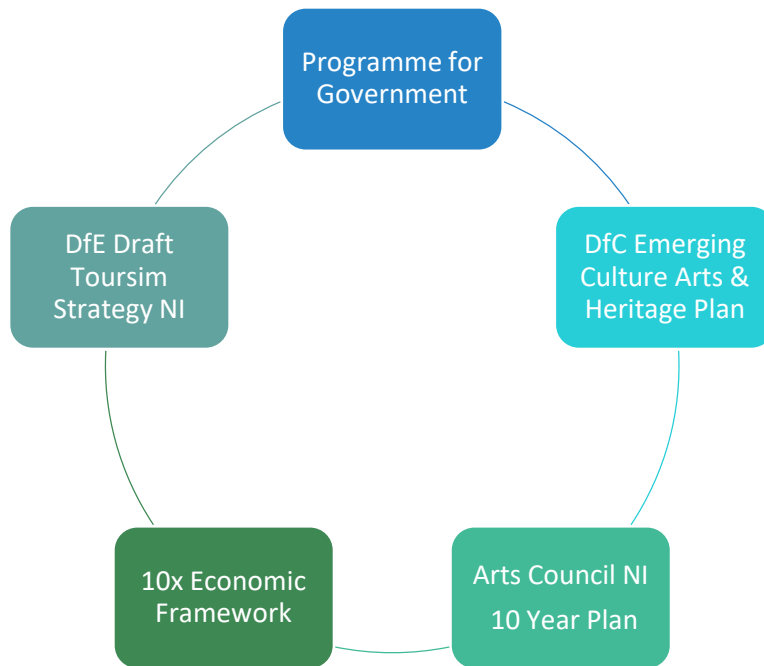 Programme for
Government
DfE Draft
Toursim
Strategy NI
DfC Emerging
Culture Arts &
Heritage Plan
10x Economic
Framework
Arts Council NI
10 Year Plan